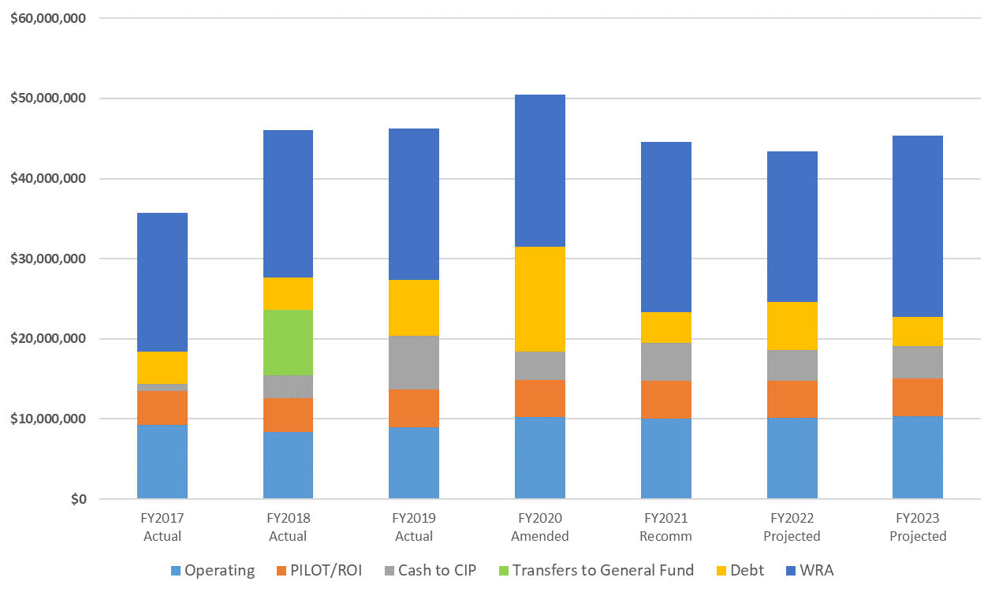 $60,000,000
$50,000,000
$40,000,000
$30,000,000
$20,000,000
$10,000,000
$0
FY2017 FY2018 FY2019 FY2020 FY2021 FY2022 FY2023
Actual Actual Actual Amended Recomm Projected Projected
Operating PILOT/ROI Cash to CIP Transfers to General Fund Debt WRA